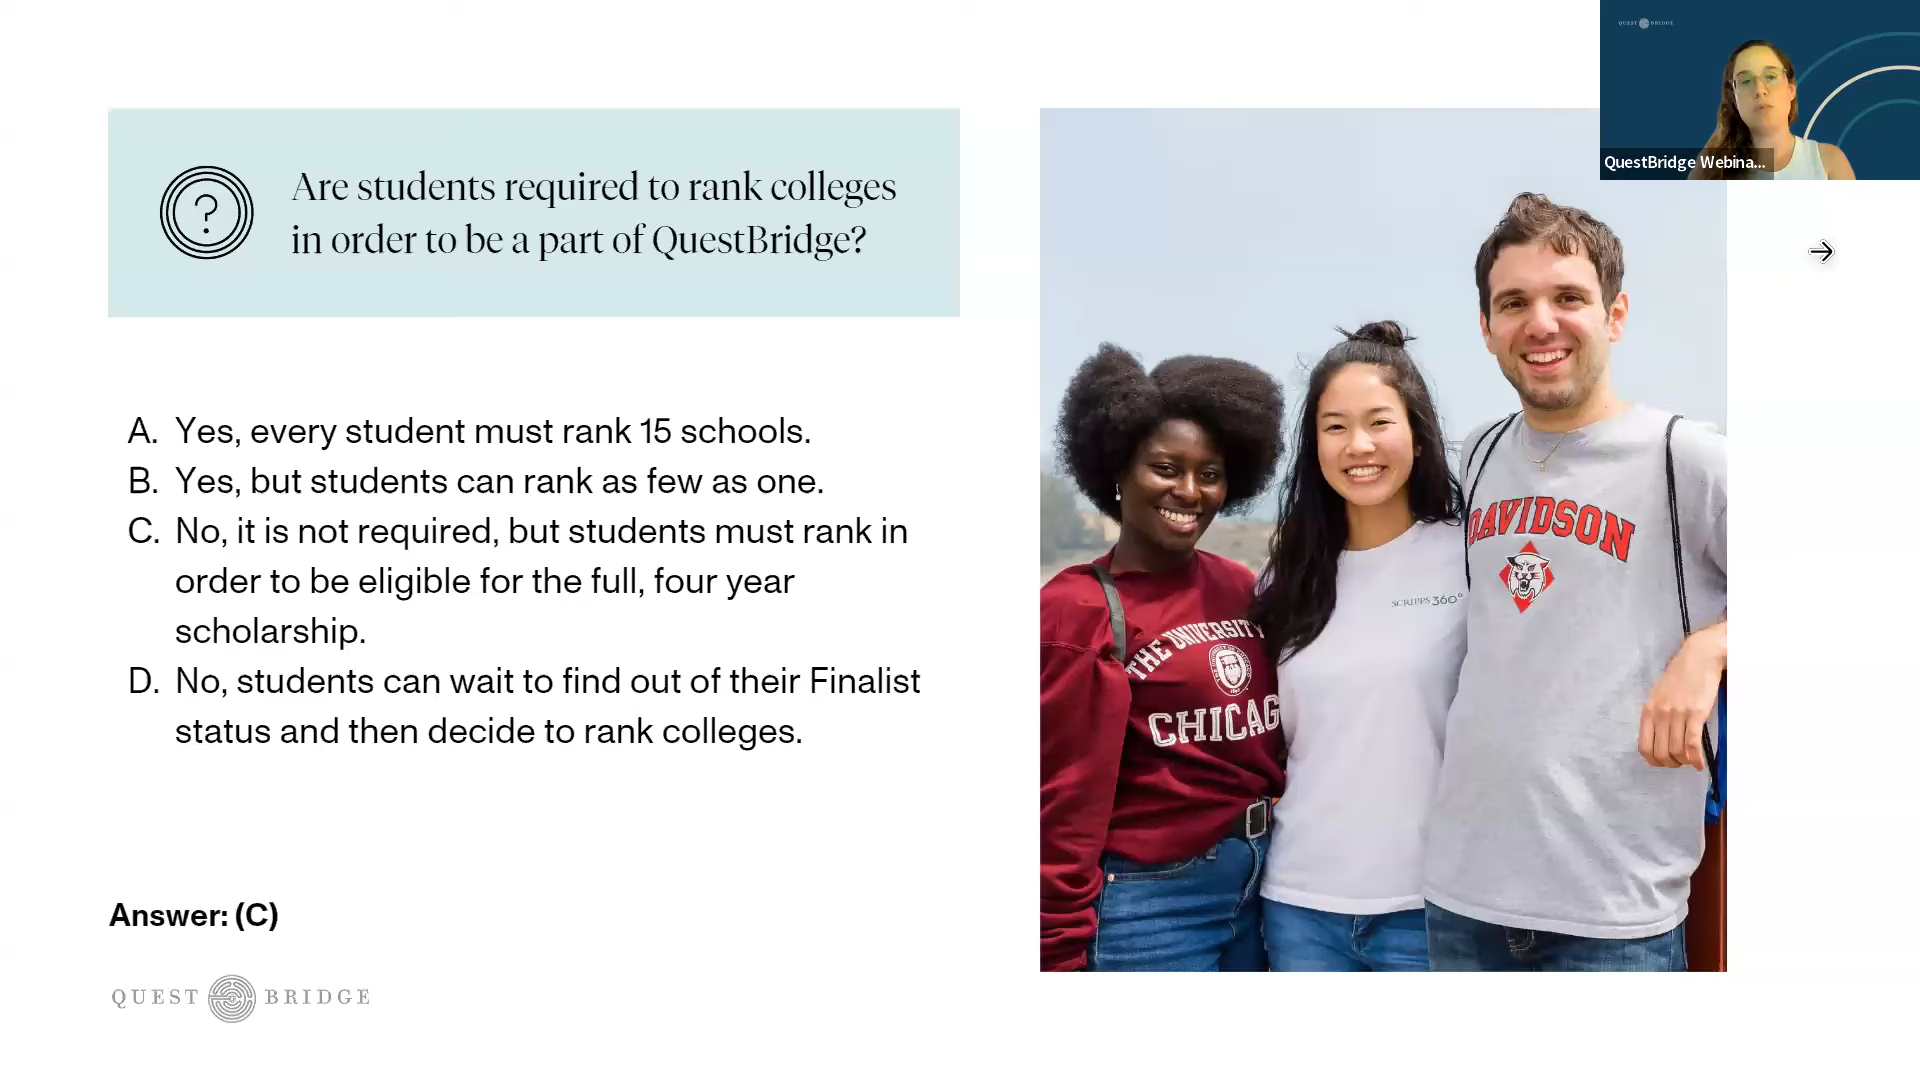 QUEST BRIDGE
QuestBridge Webina...
?
Are students required to rank colleges
in order to be a part of QuestBridge?
A. Yes, every student must rank 15 schools.
B. Yes, but students can rank as few as one.
C. No, it is not required, but students must rank in
order to be eligible for the full, four year
scholarship.
D. No, students can wait to find out of their Finalist
status and then decide to rank colleges.
THE UNIVERSITY
CHICAG
SCRIPPS 360°
DAVIDSON
Answer: (C)
QUEST BRIDGE